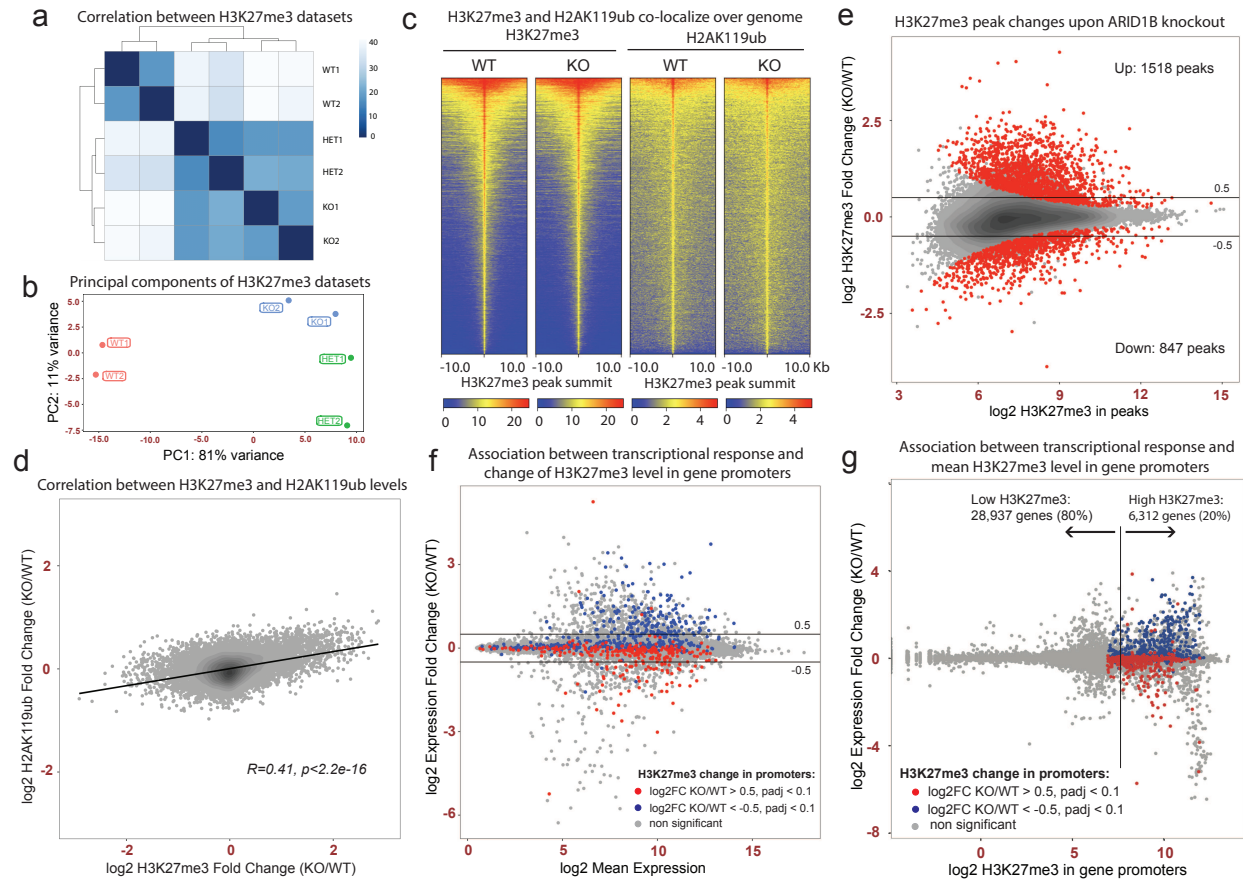 a
Correlation between H3K27me3 datasets
40
30
20
10
0
WT1
WT2
HET1
HET2
KO1
KO2
b
Principal components of H3K27me3 datasets
PC2: 11% variance
5.0
2.5
0.0
-2.5
-5.0
-7.5
WT1
WT2
KO2
KO1
HET1
HET2
-15.0
-10.0
-5.0
0
5.0
10.0
PC1: 81% variance
c
H3K27me3 and H2AK119ub co-localize over genome
H3K27me3
H2AK119ub
WT
KO
WT
KO
-10.0
10.0
-10.0
10.0
-10.0
10.0
-10.0
10.0 Kb
H3K27me3 peak summit
H3K27me3 peak summit
0 10 20
0 10 20
0 2 4
0 2 4
d
Correlation between H3K27me3 and H2AK119ub levels
log2 H2AK119ub Fold Change (KO/WT)
2
0
-2
R=0.41, p<2.2e-16
-2
0
2
log2 H3K27me3 Fold Change (KO/WT)
e
H3K27me3 peak changes upon ARID1B knockout
log2 H3K27me3 Fold Change (KO/WT)
2.5
0.0
-2.5
Up: 1518 peaks
0.5
-0.5
Down: 847 peaks
3
6
9
12
15
log2 H3K27me3 in peaks
f
Association between transcriptional response and
change of H3K27me3 level in gene promoters
log2 Expression Fold Change (KO/WT)
3
0
-3
-6
0.5
-0.5
H3K27me3 change in promoters:
log2FC KO/WT > 0.5, padj < 0.1
log2FC KO/WT < -0.5, padj < 0.1
non significant
0
5
10
15
log2 Mean Expression
g
Association between transcriptional response and
mean H3K27me3 level in gene promoters
Low H3K27me3:
28,937 genes (80%)
High H3K27me3:
6,312 genes (20%)
log2 Expression Fold Change (KO/WT)
4
0
-4
-8
H3K27me3 change in promoters:
log2FC KO/WT > 0.5, padj < 0.1
log2FC KO/WT < -0.5, padj < 0.1
non significant
0
5
10
log2 H3K27me3 in gene promoters